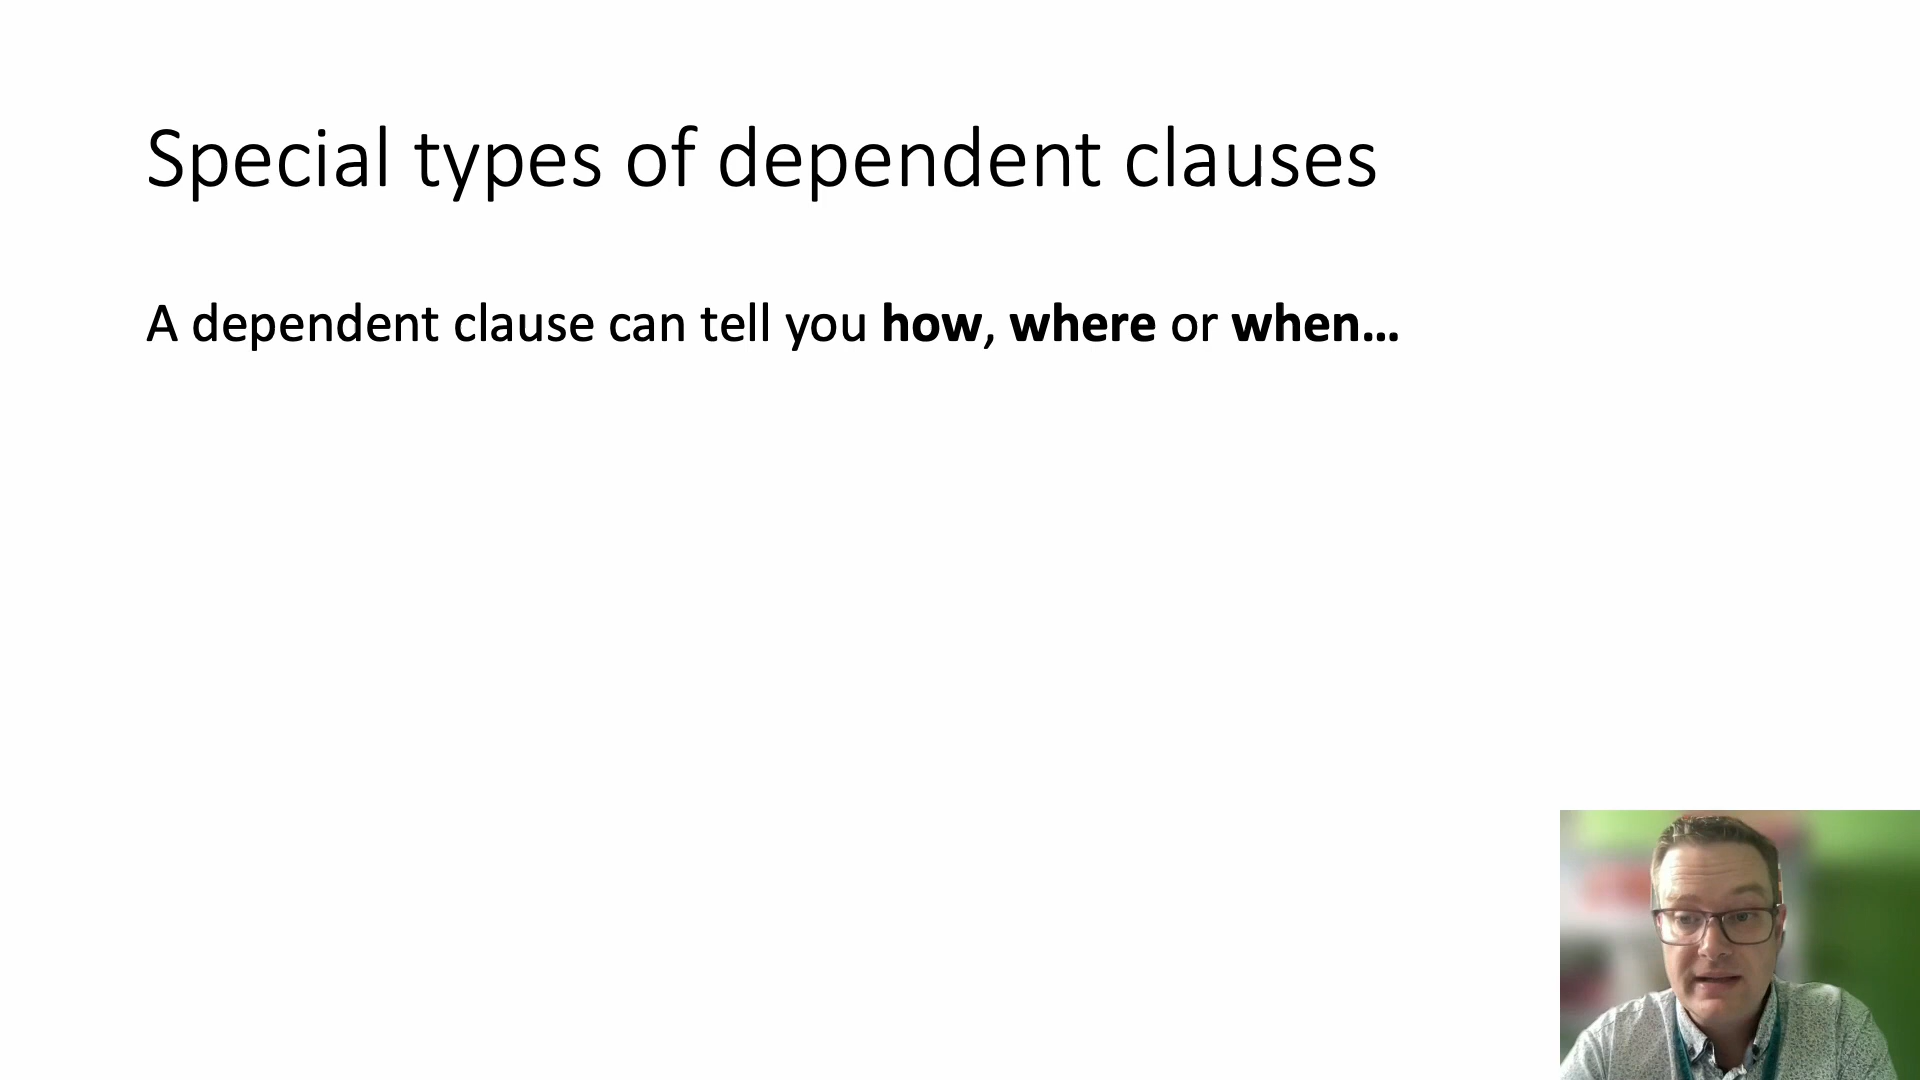 Special types of dependent clauses
A dependent clause can tell you how, where or when…